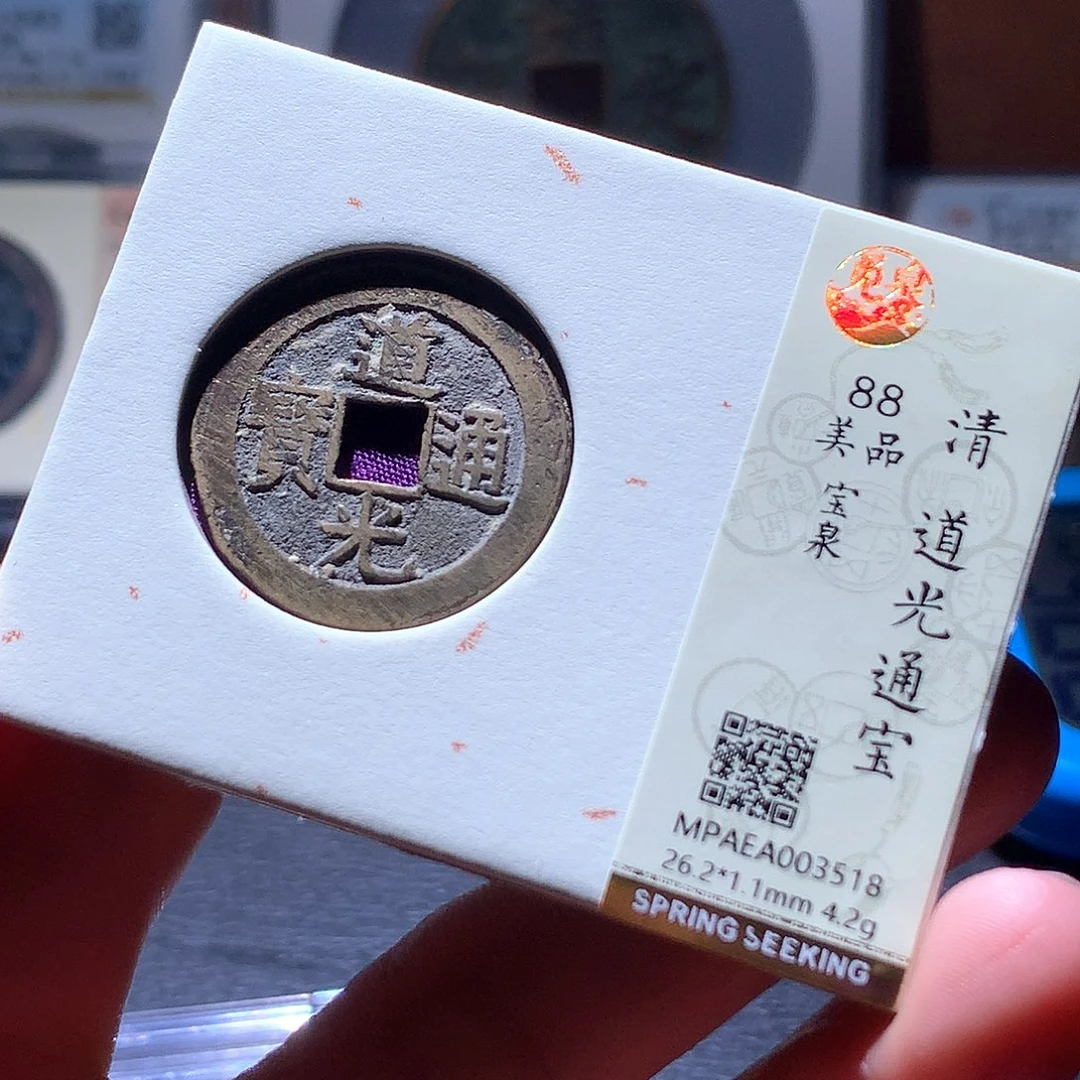 道光通寶
88
美品
宝泉
清
道光通宝
MPAEA003518
26.2*1.1mm 4.2g
SPRING SEEKING